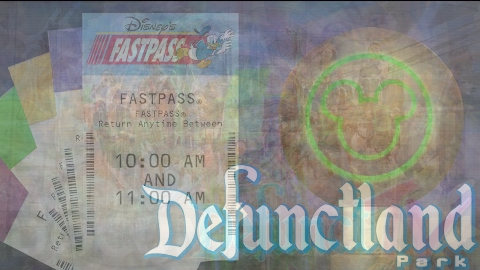 Disney's
FASTPASS
FASTPASS®
FASTPASS®
Return Anytime Between
10:00 AM
AND
11:00 AM
Defunctland
Park